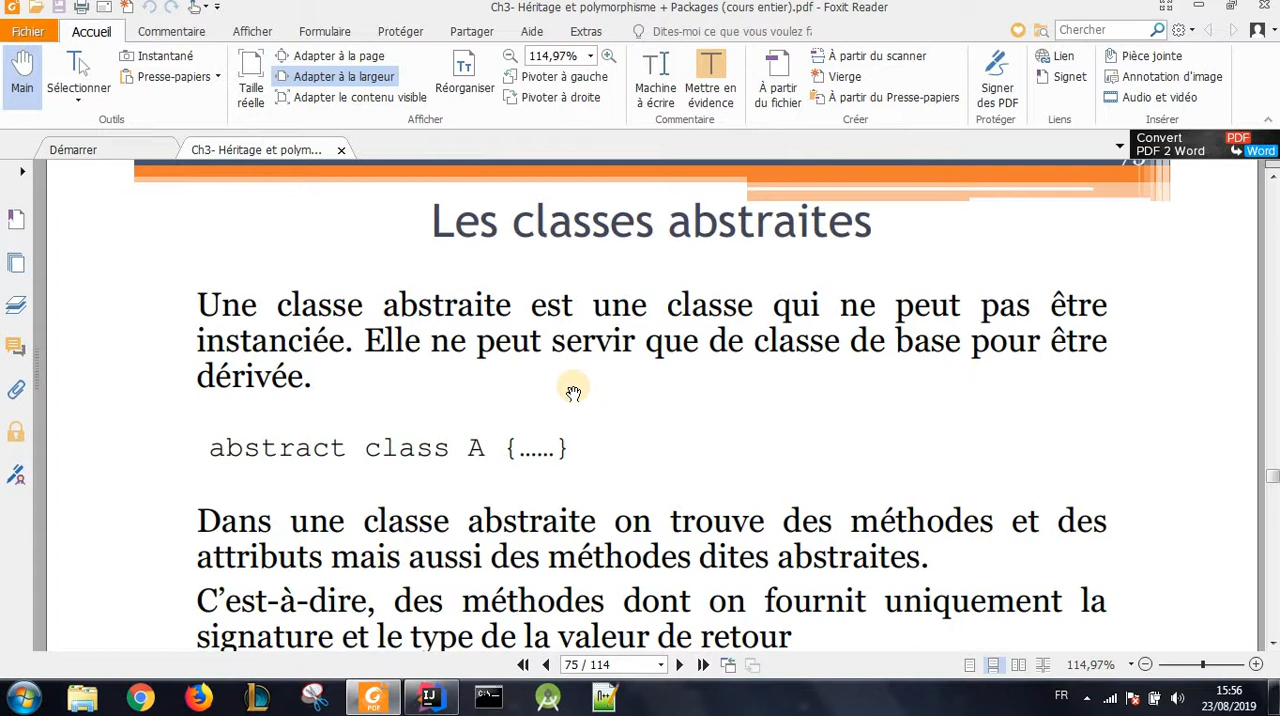 Ch3- Héritage et polymorphisme + Packages (cours entier).pdf - Foxit Reader
Fichier Accueil Commentaire Afficher Formulaire Protéger Partager Aide Extras Dites-moi ce que vous voulez f. Chercher
Main
Sélectionner
Instantané
Presse-papiers
Outils
Taille réelle
Adapter à la page
Adapter à la largeur
Adapter le contenu visible
Réorganiser
114,97%
Pivoter à gauche
Pivoter à droite
Afficher
Machine à écrire
Mettre en évidence
Commentaire
À partir du fichier
À partir du scanner
Vierge
À partir du Presse-papiers
Créer
Signer des PDF
Protéger
Lien
Signet
Liens
Pièce jointe
Annotation d'image
Audio et vidéo
Insérer
Démarrer Ch3- Héritage et polym...
Convert PDF
PDF 2 Word Word
Les classes abstraites
Une classe abstraite est une classe qui ne peut pas être
instanciée. Elle ne peut servir que de classe de base pour être
dérivée.
abstract class A {……}
Dans une classe abstraite on trouve des méthodes et des
attributs mais aussi des méthodes dites abstraites.
C’est-à-dire, des méthodes dont on fournit uniquement la
signature et le type de la valeur de retour
75 / 114
114,97%
FR
15:56
23/08/2019